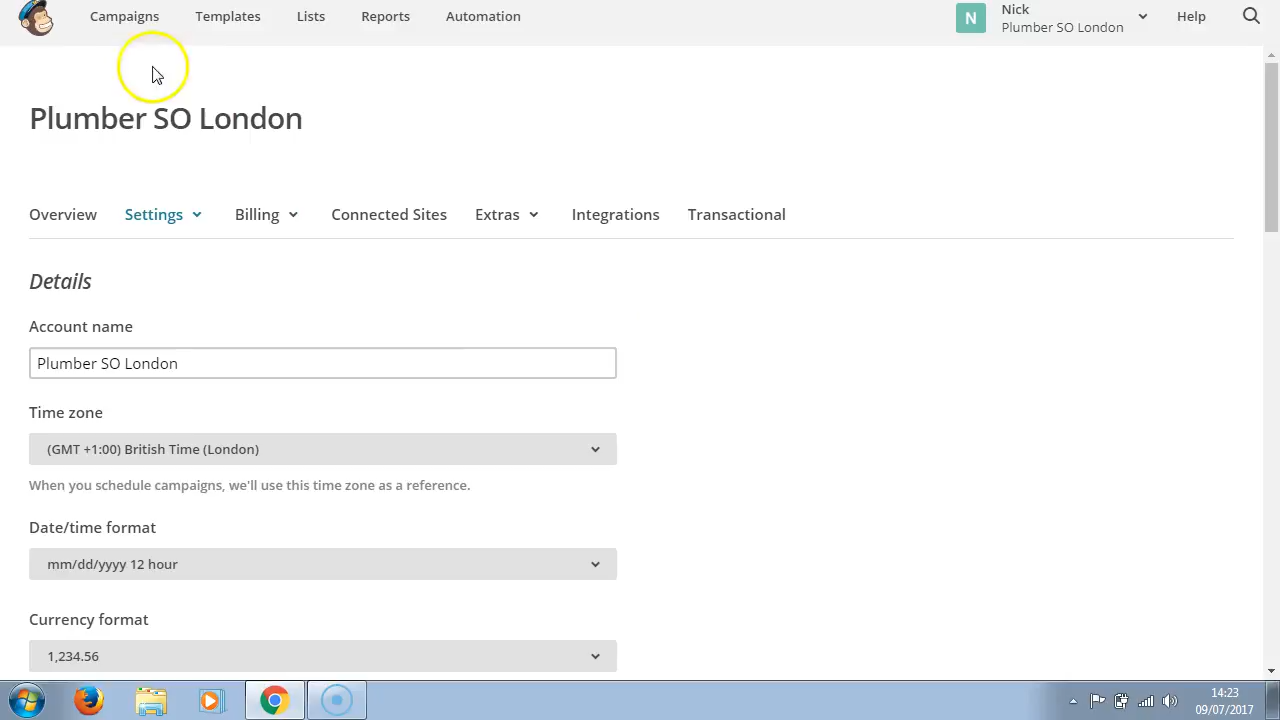 Campaigns Templates Lists Reports Automation
N Nick Help
Plumber SO London
Plumber SO London
Overview Settings Billing Connected Sites Extras Integrations Transactional
Details
Account name
Plumber SO London
Time zone
(GMT +1:00) British Time (London)
When you schedule campaigns, we'll use this time zone as a reference.
Date/time format
mm/dd/yyyy 12 hour
Currency format
1,234.56
14:23
09/07/2017